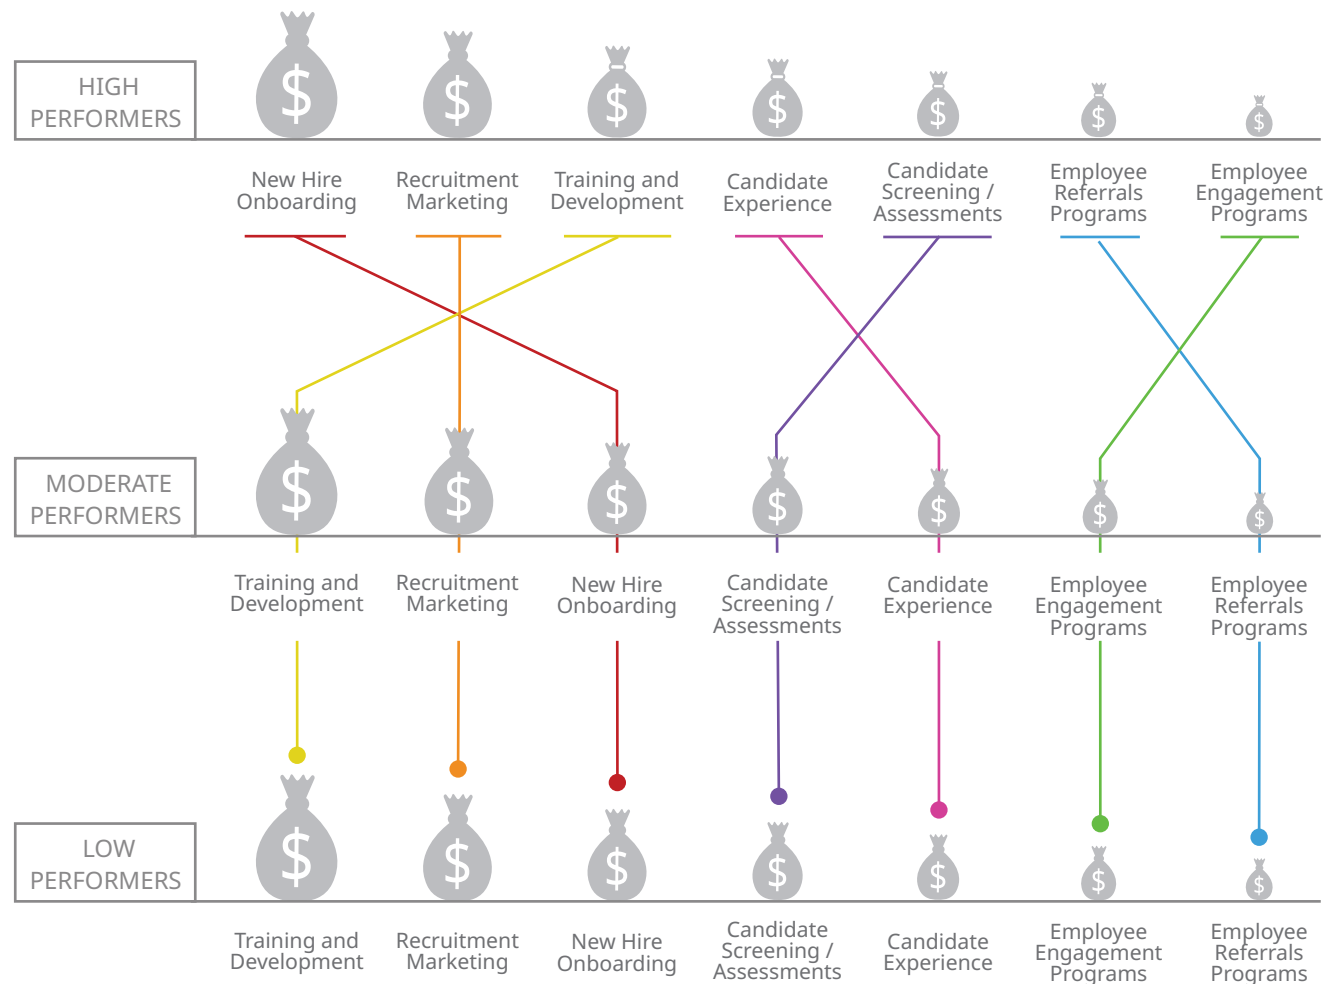 HIGH
PERFORMERS
$ $ $ $ $ $ $
New Hire
Onboarding
Recruitment
Marketing
Training and
Development
Candidate
Experience
Candidate
Screening /
Assessments
Employee
Referrals
Programs
Employee
Engagement
Programs
MODERATE
PERFORMERS
$ $ $ $ $ $ $
Training and
Development
Recruitment
Marketing
New Hire
Onboarding
Candidate
Screening /
Assessments
Candidate
Experience
Employee
Engagement
Programs
Employee
Referrals
Programs
LOW
PERFORMERS
$ $ $ $ $ $ $
Training and
Development
Recruitment
Marketing
New Hire
Onboarding
Candidate
Screening /
Assessments
Candidate
Experience
Employee
Engagement
Programs
Employee
Referrals
Programs